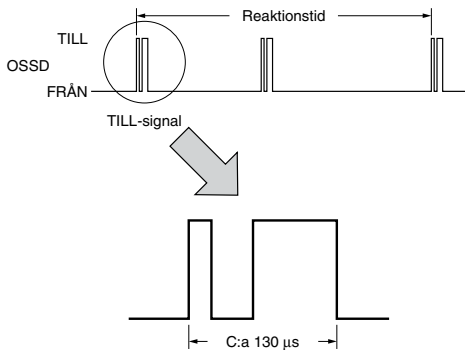 Reaktionstid
TILL
OSSD
FRÅN
TILL-signal
C:a 130 µs